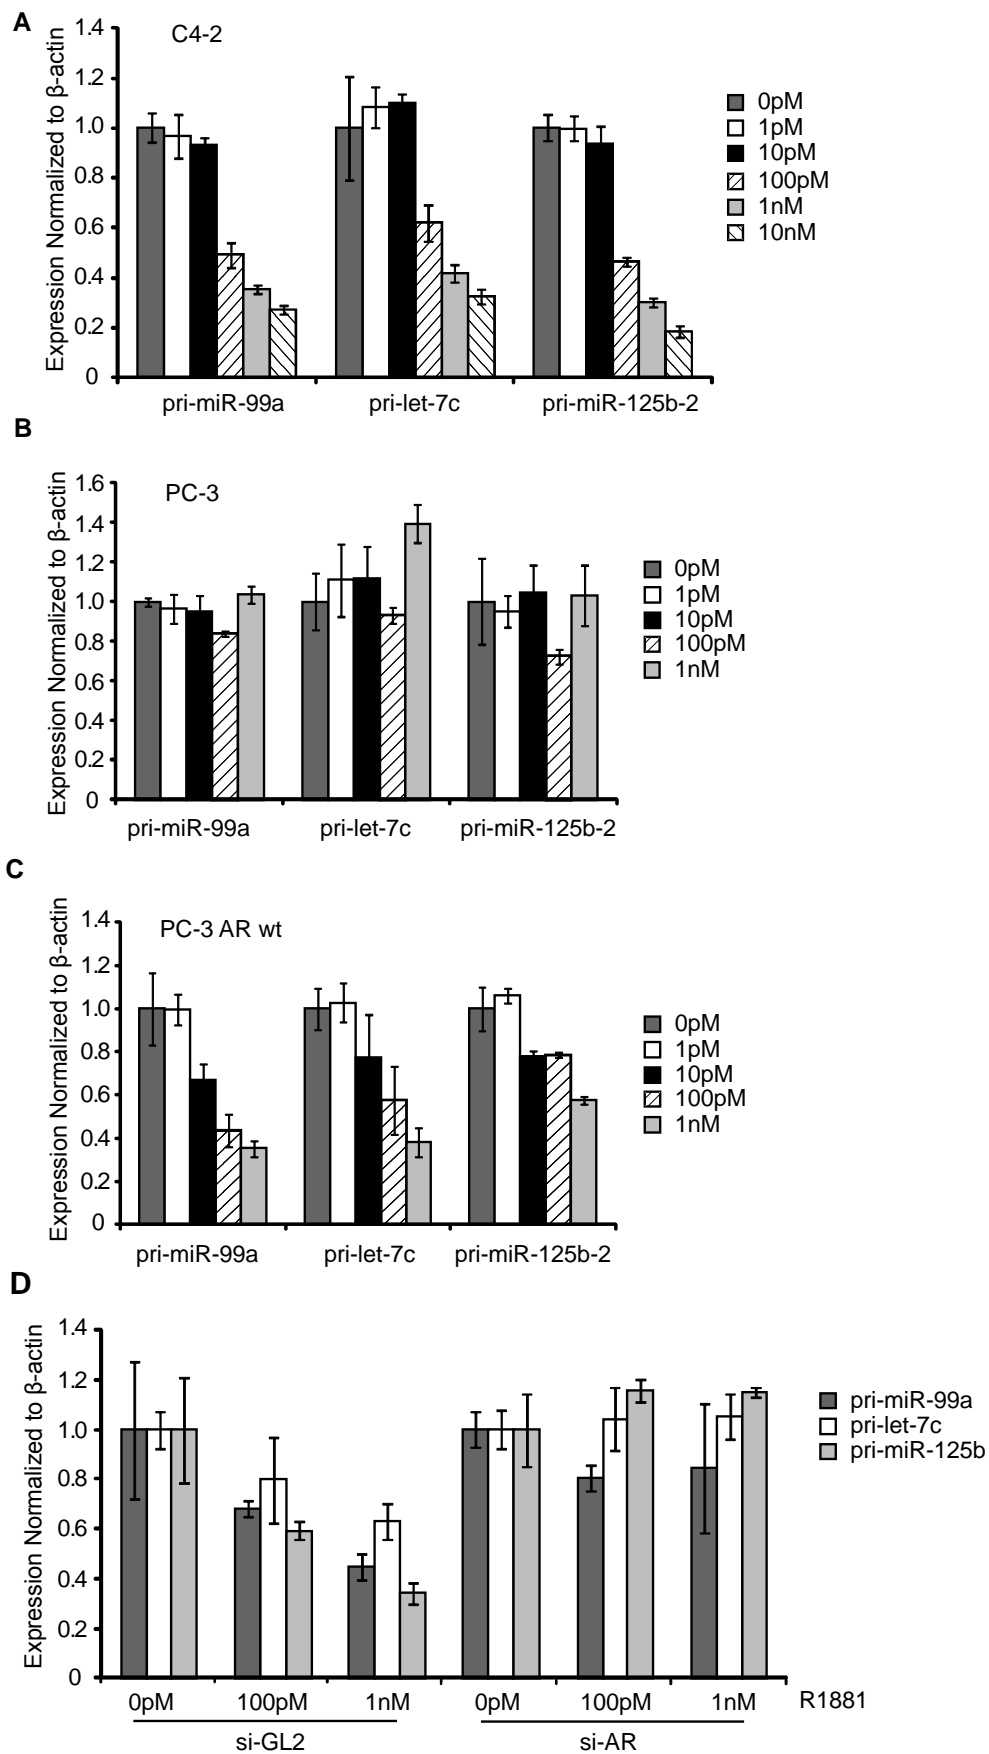 A
C4-2
Expression Normalized to β-actin
1.4
1.2
1.0
0.8
0.6
0.4
0.2
0
pri-miR-99a
pri-let-7c
pri-miR-125b-2
0pM
1pM
10pM
100pM
1nM
10nM
B
PC-3
Expression Normalized to β-actin
1.6
1.4
1.2
1.0
0.8
0.6
0.4
0.2
0
pri-miR-99a
pri-let-7c
pri-miR-125b-2
0pM
1pM
10pM
100pM
1nM
C
PC-3 AR wt
Expression Normalized to β-actin
1.4
1.2
1.0
0.8
0.6
0.4
0.2
0
pri-miR-99a
pri-let-7c
pri-miR-125b-2
0pM
1pM
10pM
100pM
1nM
D
Expression Normalized to β-actin
1.4
1.2
1.0
0.8
0.6
0.4
0.2
0
pri-miR-99a
pri-let-7c
pri-miR-125b
0pM 100pM 1nM 0pM 100pM 1nM R1881
si-GL2 si-AR